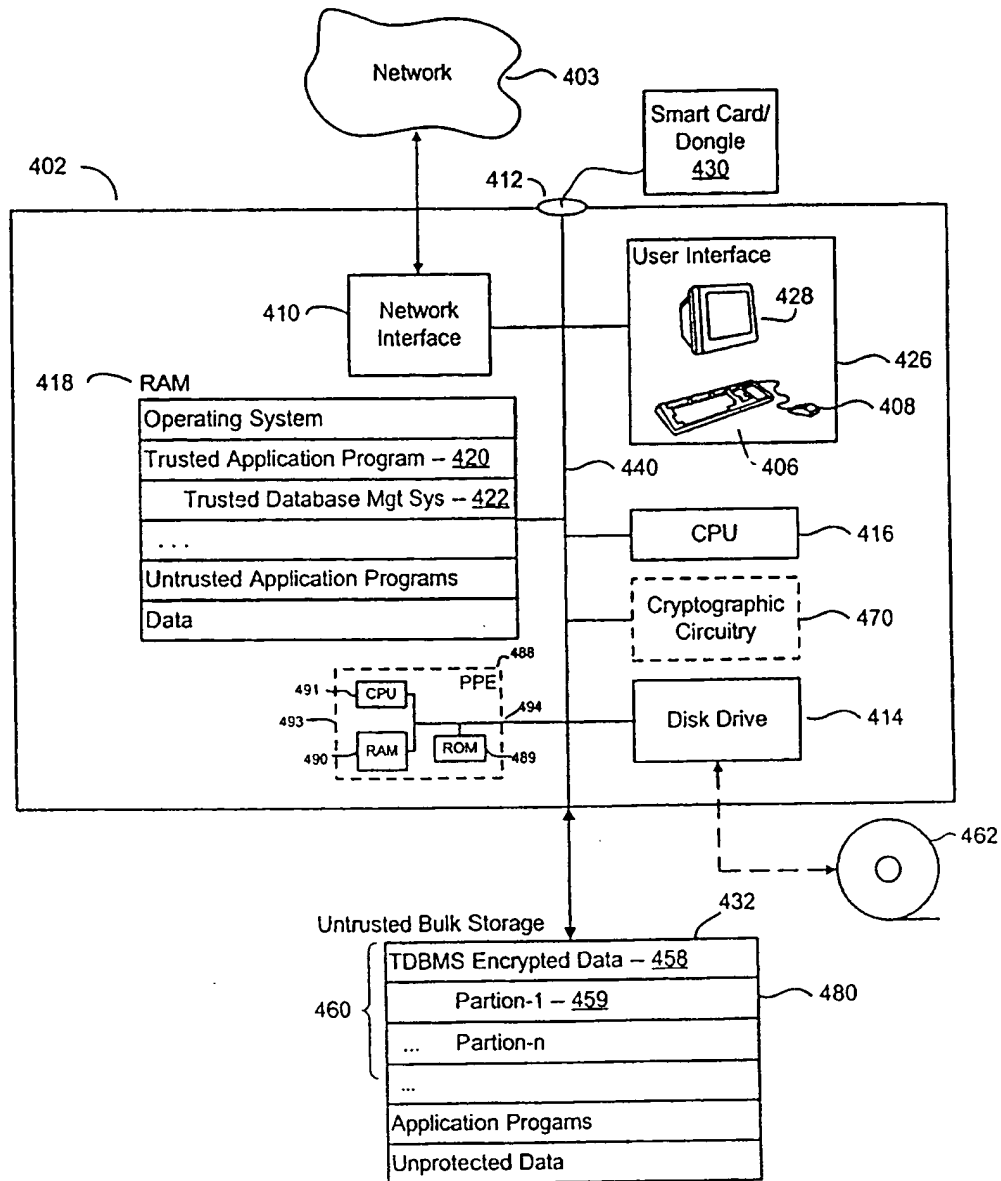 Network
403
Smart Card/
Dongle
430
402
412
User Interface
410
Network
Interface
428
426
418
RAM
408
Operating System
Trusted Application Program – 420
440
406
Trusted Database Mgt Sys – 422
. . .
CPU
416
Untrusted Application Programs
Data
Cryptographic
Circuitry
470
488
PPE
491
CPU
494
493
Disk Drive
414
490
RAM
ROM
489
462
432
Untrusted Bulk Storage
TDBMS Encrypted Data – 458
460
Partion-1 – 459
480
... Partion-n
...
Application Progams
Unprotected Data